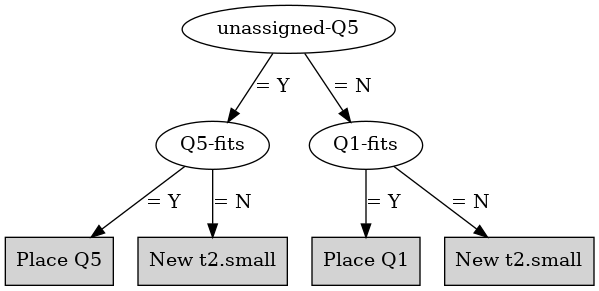 unassigned-Q5
= Y
= N
Q5-fits
Q1-fits
= Y
= N
= Y
= N
Place Q5
New t2.small
Place Q1
New t2.small